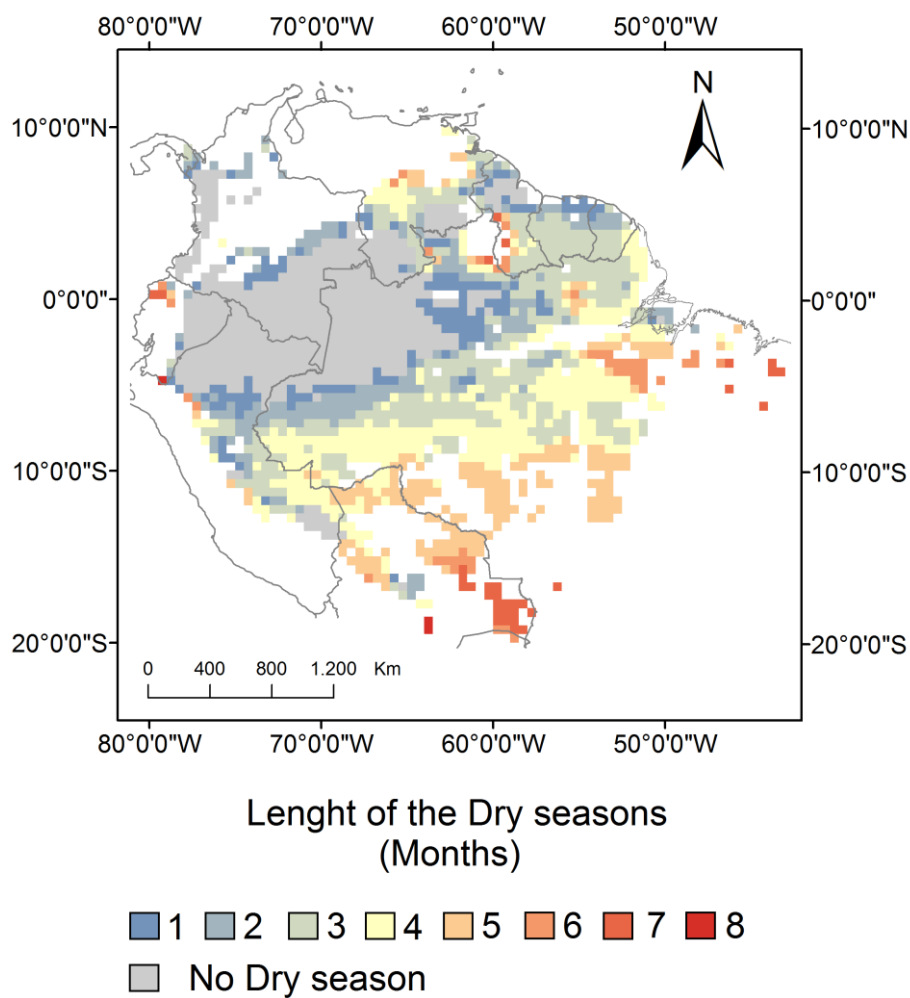 80°0'0"W 70°0'0"W 60°0'0"W 50°0'0"W
N
10°0'0"N 10°0'0"N
0°0'0" 0°0'0"
10°0'0"S 10°0'0"S
20°0'0"S 20°0'0"S
0 400 800 1.200 Km
80°0'0"W 70°0'0"W 60°0'0"W 50°0'0"W
Lenght of the Dry seasons
(Months)
1 2 3 4 5 6 7 8
No Dry season